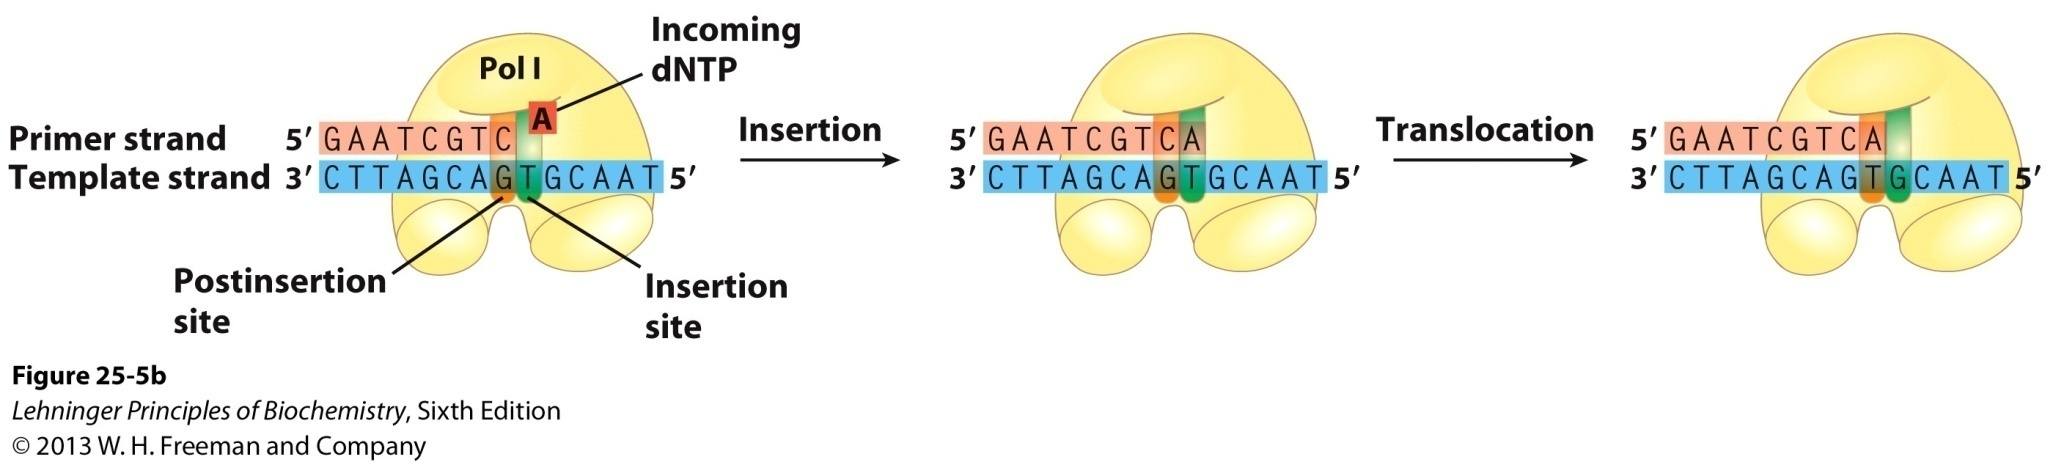 Incoming
dNTP
Pol I
A
Primer strand 5′ GAATCGTC
Template strand 3′ CTTAGCAGTGCAAT 5′
Postinsertion
site
Insertion
site
Insertion
5′ GAATCGTCA
3′ CTTAGCAGTGCAAT 5′
Translocation
5′ GAATCGTCA
3′ CTTAGCAGTGCAAT 5′
Figure 25-5b
Lehninger Principles of Biochemistry, Sixth Edition
© 2013 W. H. Freeman and Company